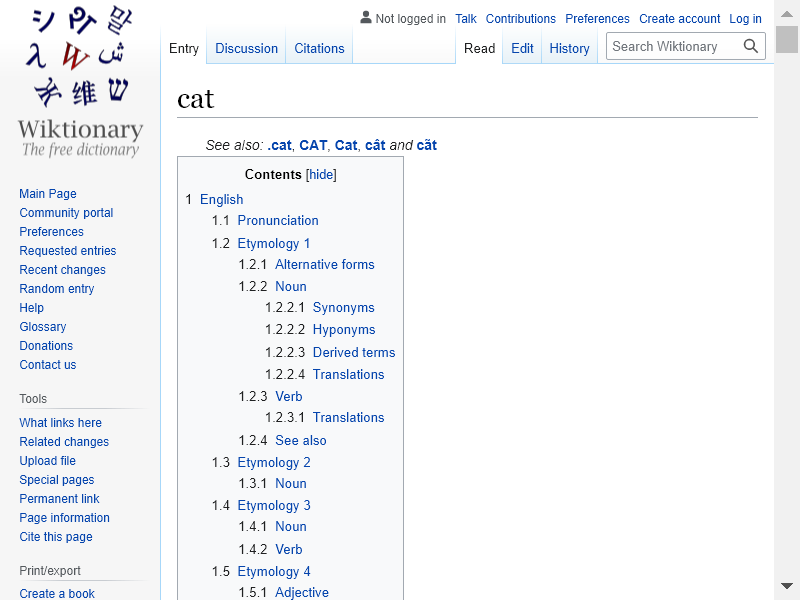 シ Я 말
λ W ش
维 ש
Wiktionary
The free dictionary
Main Page
Community portal
Preferences
Requested entries
Recent changes
Random entry
Help
Glossary
Donations
Contact us
Tools
What links here
Related changes
Upload file
Special pages
Permanent link
Page information
Cite this page
Print/export
Create a book
Not logged in Talk Contributions Preferences Create account Log in
Entry Discussion Citations Read Edit History Search Wiktionary
cat
See also: .cat, CAT, Cat, cât and cãt
Contents [hide]
1 English
1.1 Pronunciation
1.2 Etymology 1
1.2.1 Alternative forms
1.2.2 Noun
1.2.2.1 Synonyms
1.2.2.2 Hyponyms
1.2.2.3 Derived terms
1.2.2.4 Translations
1.2.3 Verb
1.2.3.1 Translations
1.2.4 See also
1.3 Etymology 2
1.3.1 Noun
1.4 Etymology 3
1.4.1 Noun
1.4.2 Verb
1.5 Etymology 4
1.5.1 Adjective